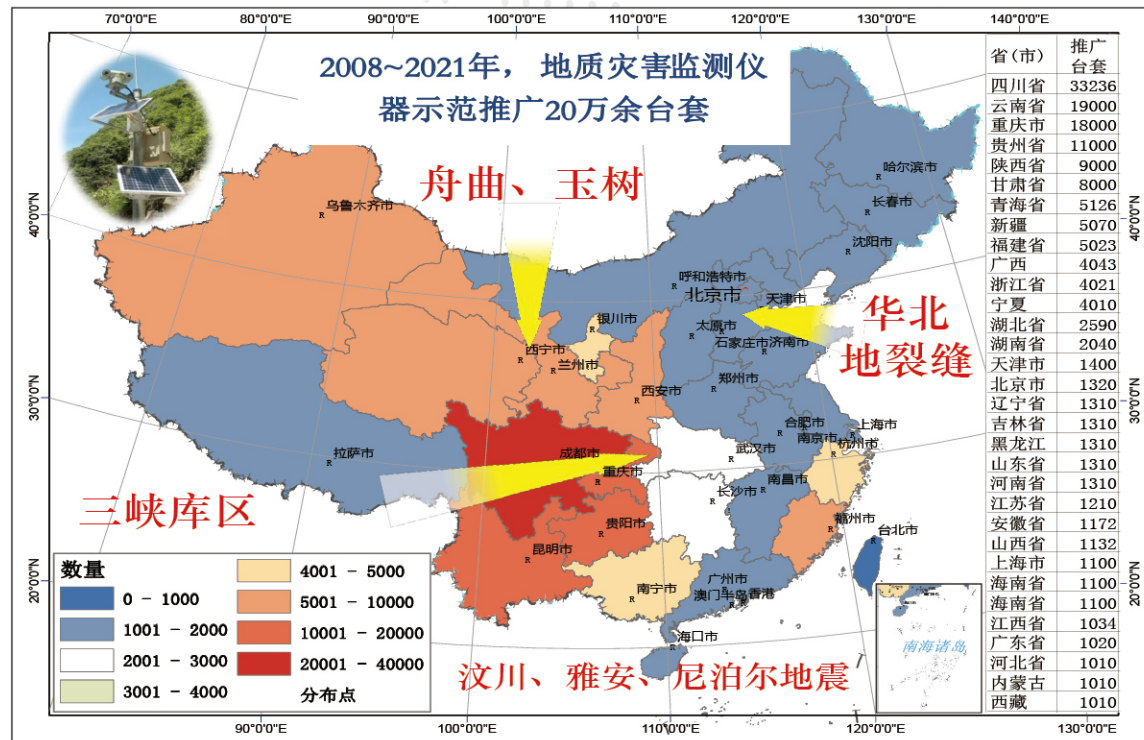 70°0'0"E 80°0'0"E 90°0'0"E 100°0'0"E 110°0'0"E 120°0'0"E 130°0'0"E 140°0'0"E
2008~2021年，地质灾害监测仪
器示范推广20万余台套
舟曲、玉树
乌鲁木齐市
哈尔滨市
长春市
沈阳市
呼和浩特市
北京市
天津市
银川市
太原市
石家庄市
济南市
华北
地裂缝
西宁市
兰州市
西安市
郑州市
合肥市
南京市
上海市
杭州市
拉萨市
成都市
重庆市
武汉市
南昌市
长沙市
三峡库区
贵阳市
昆明市
福州市
台北市
南宁市
广州市
澳门半岛
香港
海口市
汶川、雅安、尼泊尔地震
南海诸岛
40°0'0"N
30°0'0"N
20°0'0"N
40°0'0"N
30°0'0"N
20°0'0"N
数量
0 - 1000
1001 - 2000
2001 - 3000
3001 - 4000
4001 - 5000
5001 - 10000
10001 - 20000
20001 - 40000
分布点
90°0'0"E 100°0'0"E 110°0'0"E 120°0'0"E 130°0'0"E
省(市) 推广台套
四川省 33236
云南省 19000
重庆市 18000
贵州省 11000
陕西省 9000
甘肃省 8000
青海省 5126
新疆 5070
福建省 5023
广西 4043
浙江省 4021
宁夏 4010
湖北省 2590
湖南省 2040
天津市 1400
北京市 1320
辽宁省 1310
吉林省 1310
黑龙江 1310
山东省 1310
河南省 1310
江苏省 1210
安徽省 1172
山西省 1132
上海市 1100
海南省 1100
海南省 1100
江西省 1034
广东省 1020
河北省 1010
内蒙古 1010
西藏 1010